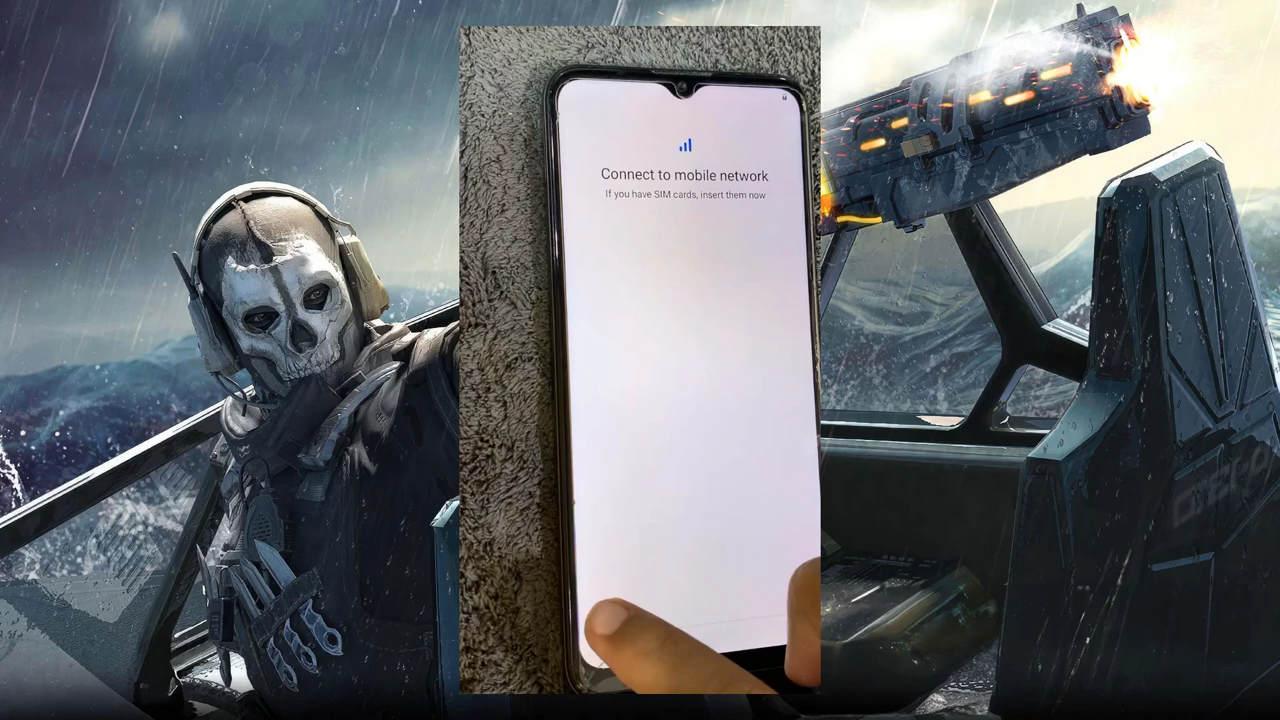 Connect to mobile network
If you have SIM cards, insert them now